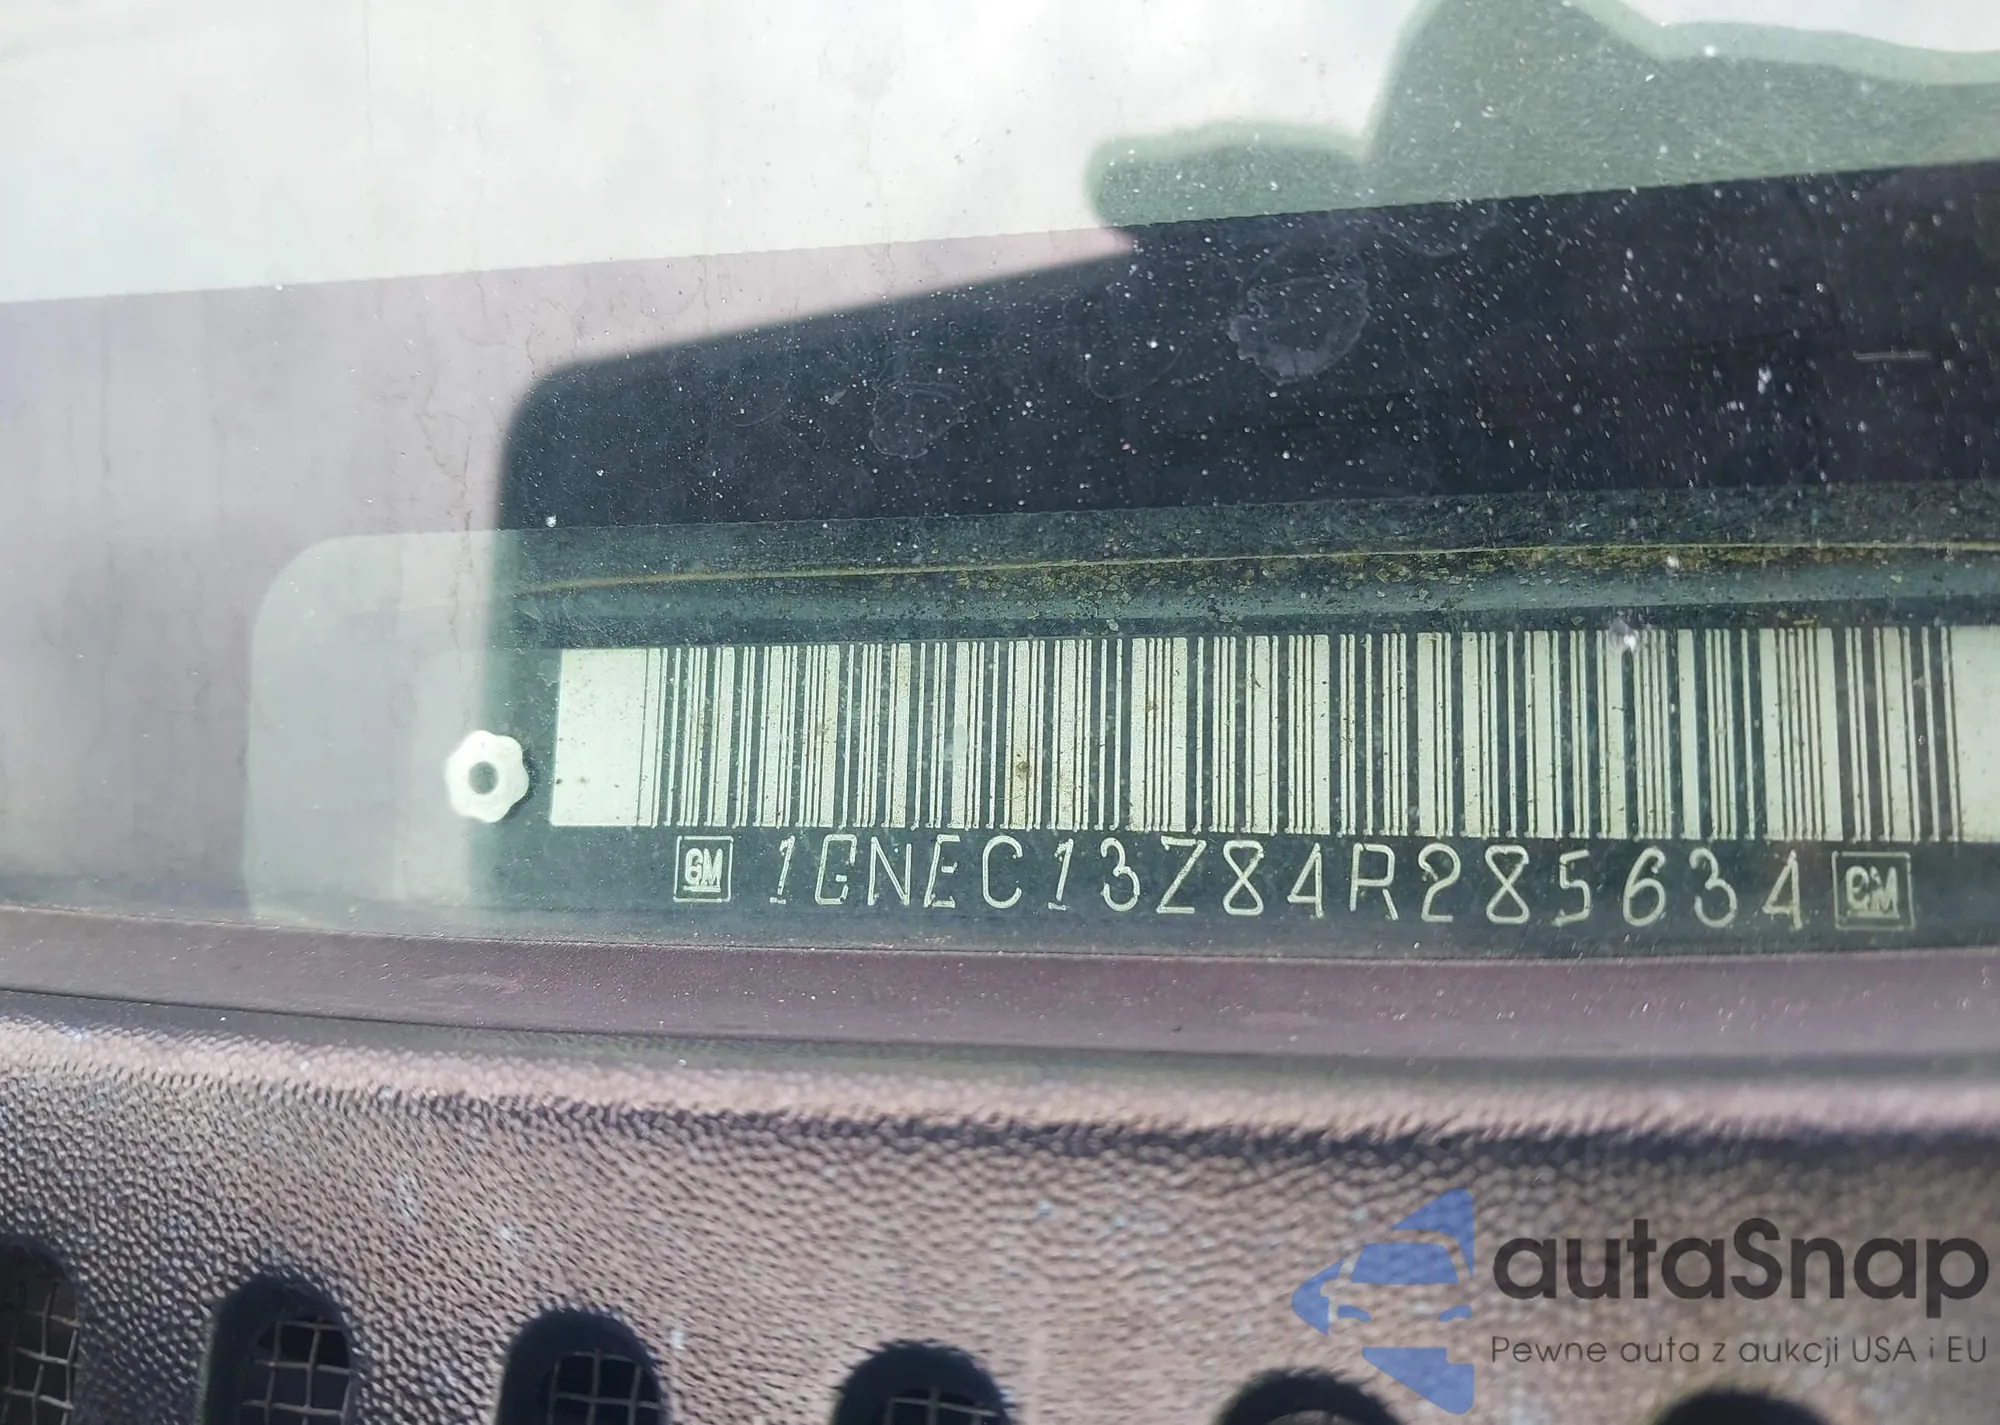 GM 1GNEC13Z84R285634 GM
autaSnap
Pewne auta z aukcji USA i EU